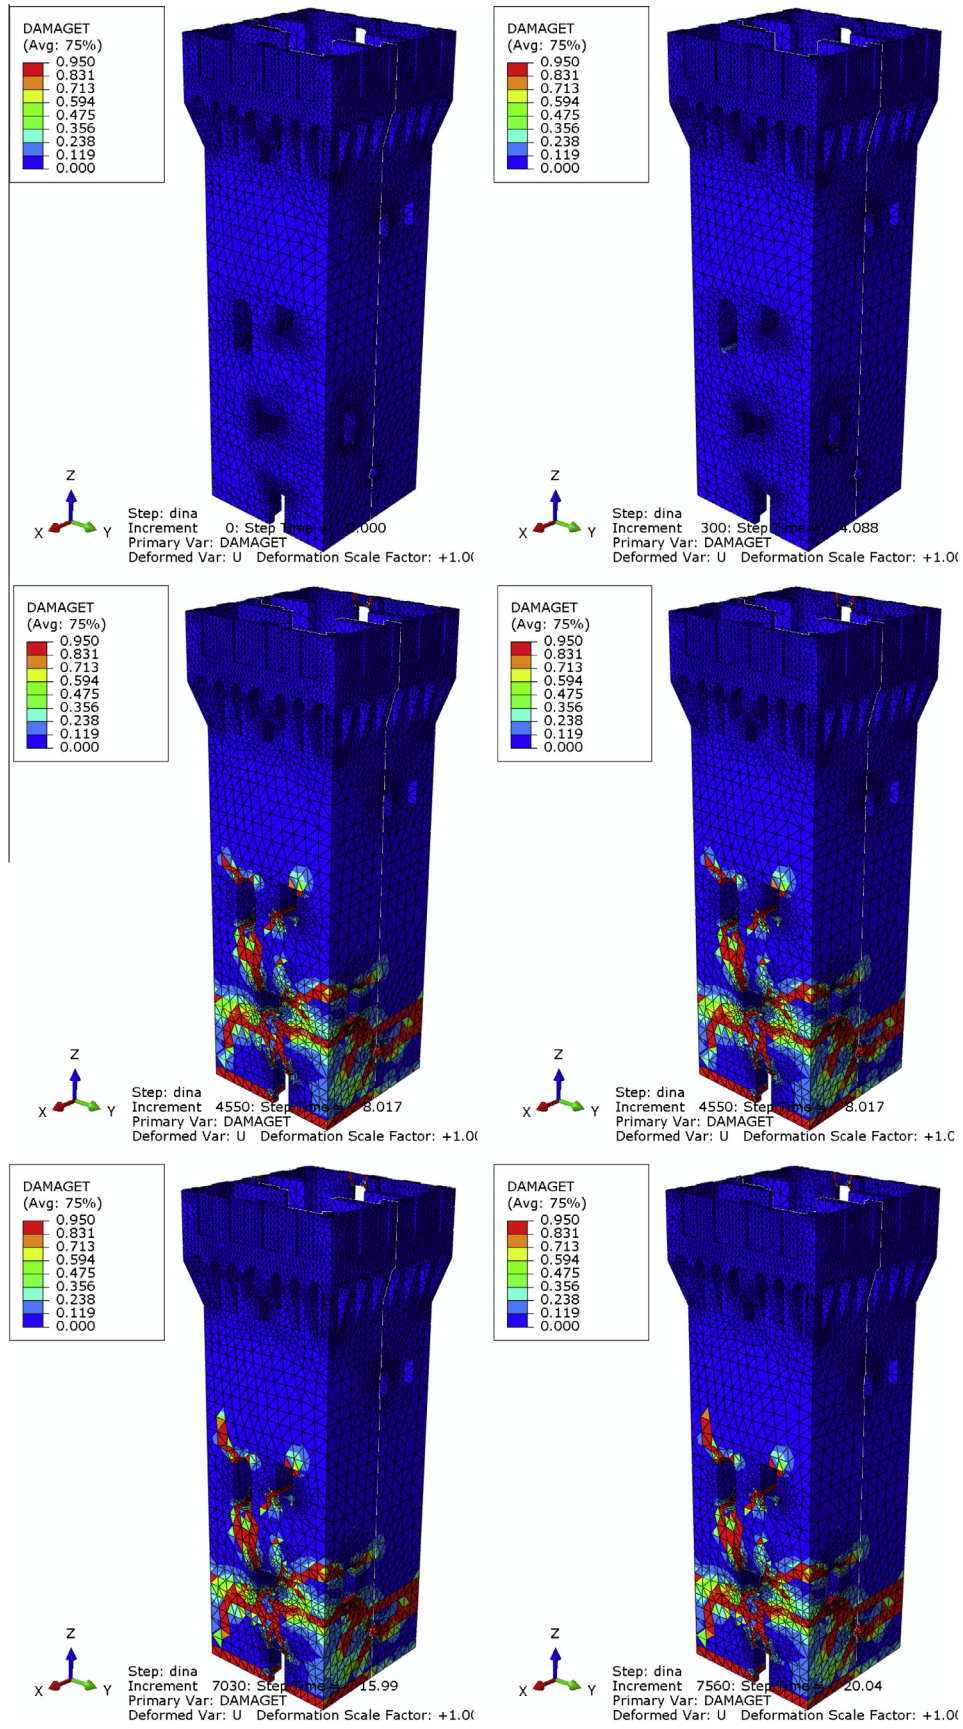 DAMAGET
(Avg: 75%)
0.950
0.831
0.713
0.594
0.475
0.356
0.238
0.119
0.000
Z
X
Y
Step: dina
Increment 0: Step Time = 0.000
Primary Var: DAMAGET
Deformed Var: U Deformation Scale Factor: +1.00
DAMAGET
(Avg: 75%)
0.950
0.831
0.713
0.594
0.475
0.356
0.238
0.119
0.000
Z
X
Y
Step: dina
Increment 300: Step Time = 4.088
Primary Var: DAMAGET
Deformed Var: U Deformation Scale Factor: +1.00
DAMAGET
(Avg: 75%)
0.950
0.831
0.713
0.594
0.475
0.356
0.238
0.119
0.000
Z
X
Y
Step: dina
Increment 4550: Step Time = 8.017
Primary Var: DAMAGET
Deformed Var: U Deformation Scale Factor: +1.00
DAMAGET
(Avg: 75%)
0.950
0.831
0.713
0.594
0.475
0.356
0.238
0.119
0.000
Z
X
Y
Step: dina
Increment 4550: Step Time = 8.017
Primary Var: DAMAGET
Deformed Var: U Deformation Scale Factor: +1.0
DAMAGET
(Avg: 75%)
0.950
0.831
0.713
0.594
0.475
0.356
0.238
0.119
0.000
Z
X
Y
Step: dina
Increment 7030: Step Time = 15.99
Primary Var: DAMAGET
Deformed Var: U Deformation Scale Factor: +1.00
DAMAGET
(Avg: 75%)
0.950
0.831
0.713
0.594
0.475
0.356
0.238
0.119
0.000
Z
X
Y
Step: dina
Increment 7560: Step Time = 20.04
Primary Var: DAMAGET
Deformed Var: U Deformation Scale Factor: +1.00